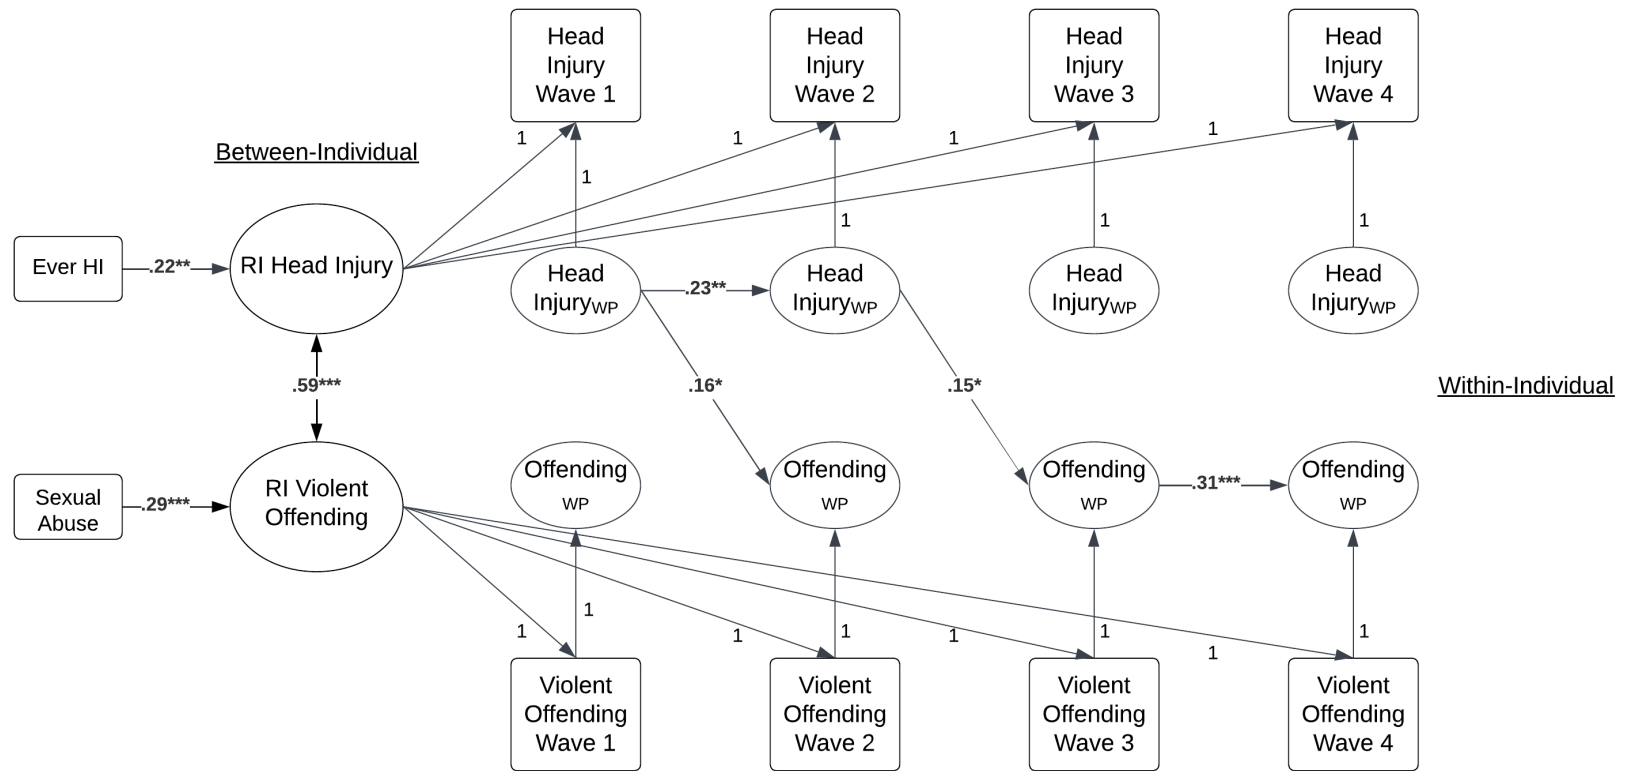 Head
Injury
Wave 1
Head
Injury
Wave 2
Head
Injury
Wave 3
Head
Injury
Wave 4
1
1
1
1
Between-Individual
1
1
1
1
Ever HI
.22**
RI Head Injury
Head
InjuryWP
.23**
Head
InjuryWP
Head
InjuryWP
Head
InjuryWP
.59***
.16*
.15*
Within-Individual
Sexual
Abuse
.29***
RI Violent
Offending
Offending
WP
Offending
WP
Offending
WP
.31***
Offending
WP
1
1
1
1
1
1
1
1
Violent
Offending
Wave 1
Violent
Offending
Wave 2
Violent
Offending
Wave 3
Violent
Offending
Wave 4